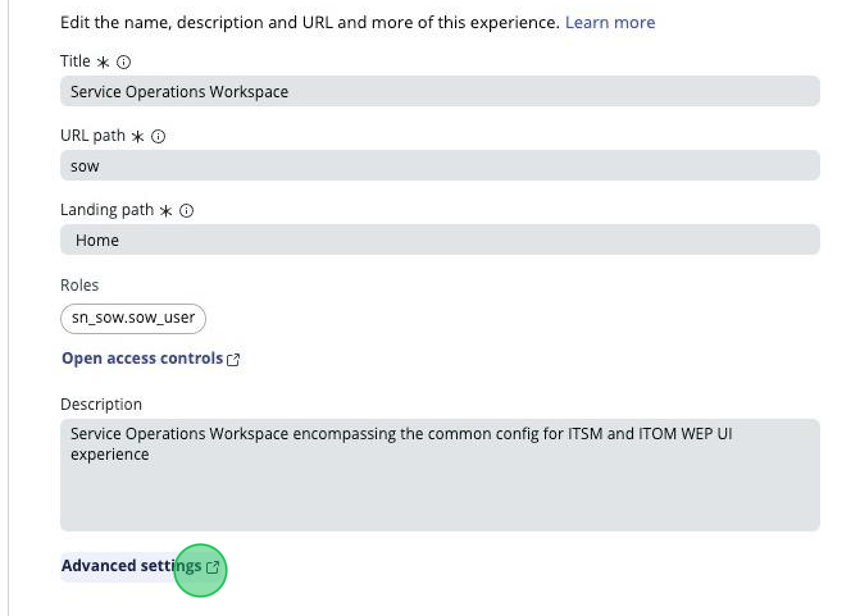 Edit the name, description and URL and more of this experience. Learn more
Title *
Service Operations Workspace
URL path *
sow
Landing path *
Home
Roles
sn_sow.sow_user
Open access controls
Description
Service Operations Workspace encompassing the common config for ITSM and ITOM WEP UI
experience
Advanced settings